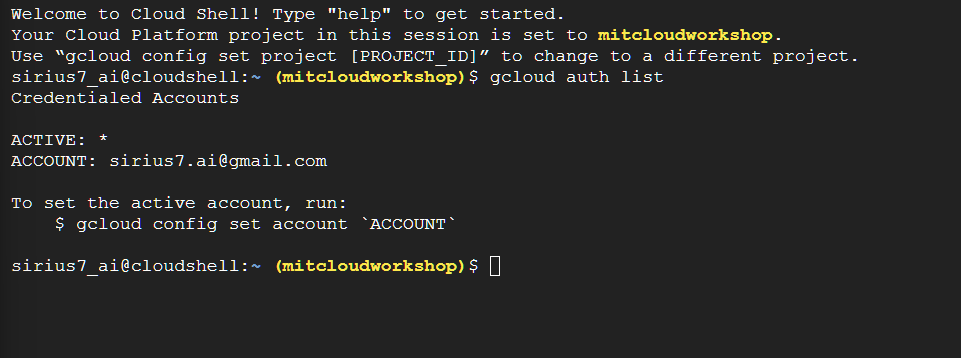 Welcome to Cloud Shell! Type "help" to get started.
Your Cloud Platform project in this session is set to mitcloudworkshop.
Use “gcloud config set project [PROJECT_ID]” to change to a different project.
sirius7_ai@cloudshell:~ (mitcloudworkshop)$ gcloud auth list
Credentialed Accounts
ACTIVE: *
ACCOUNT: sirius7.ai@gmail.com
To set the active account, run:
$ gcloud config set account `ACCOUNT`
sirius7_ai@cloudshell:~ (mitcloudworkshop)$